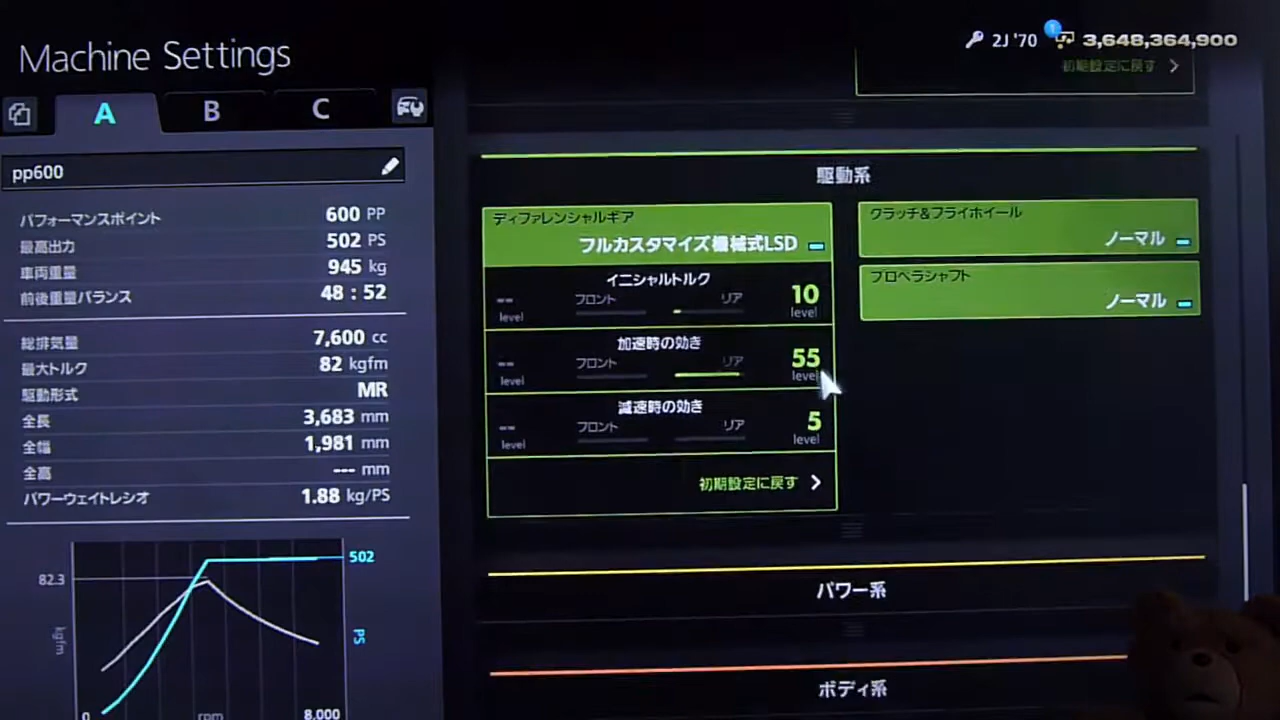 Machine Settings
2J '70
1
3,648,364,900
初期設定に戻す
A
B
C
pp600
パフォーマンスポイント 600 PP
最高出力 502 PS
車両重量 945 kg
前後重量バランス 48 : 52
総排気量 7,600 cc
最大トルク 82 kgfm
駆動形式 MR
全長 3,683 mm
全幅 1,981 mm
全高 --- mm
パワーウェイトレシオ 1.88 kg/PS
502
82.3
kgfm
PS
0 rpm 8,000
駆動系
ディファレンシャルギア
フルカスタマイズ機械式LSD
イニシャルトルク
-- level フロント リア 10 level
加速時の効き
-- level フロント リア 55 level
減速時の効き
-- level フロント リア 5 level
初期設定に戻す
クラッチ&フライホイール
ノーマル
プロペラシャフト
ノーマル
パワー系
ボディ系